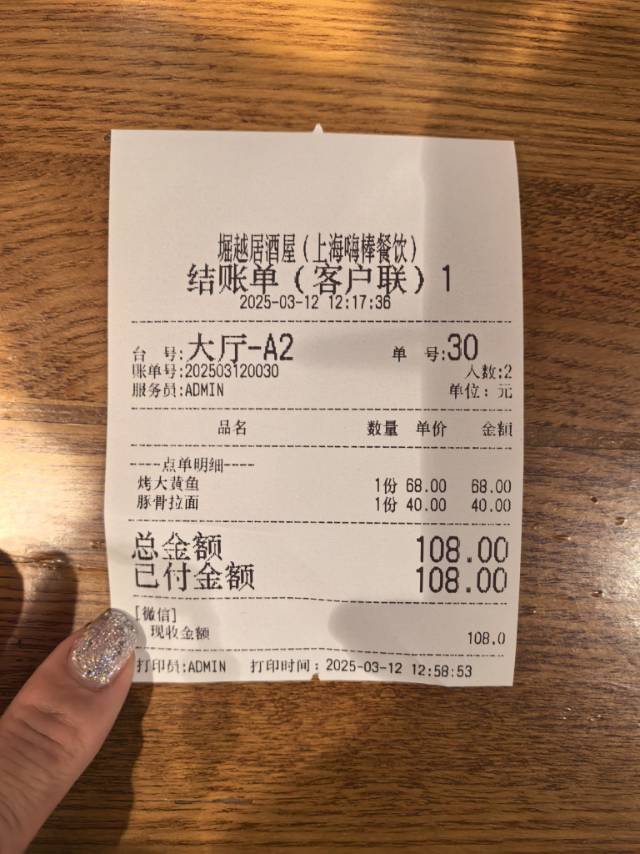 堀越居酒屋(上海嗨棒餐饮)
结账单(客户联)1
2025-03-12 12:17:36
台 号:大厅-A2 单 号:30
账单号:202503120030 人数:2
服务员:ADMIN 单位: 元
品名 数量 单价 金额
----点单明细----
烤大黄鱼 1份 68.00 68.00
豚骨拉面 1份 40.00 40.00
总金额 108.00
已付金额 108.00
[微信]
现收金额 108.0
打印员:ADMIN 打印时间:2025-03-12 12:58:53